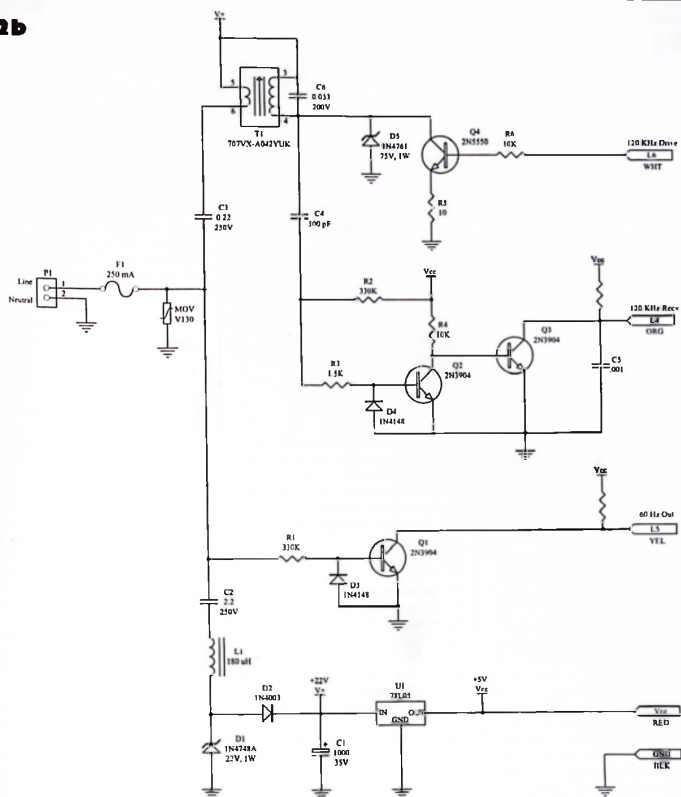 2b
V+
5
3
6
4
C6
0.033
200V
T1
707VX-A042YUK
D5
1N4761
75V, 1W
Q4
2N5550
R6
10K
120 KHz Drive
L6
WHT
R5
10
C3
0.22
250V
C4
300 pF
P1
Line
1
Neutral
2
F1
250 mA
MOV
V130
R2
330K
Vcc
R4
10K
Q3
2N3904
Vcc
120 KHz Recv
L4
ORG
C5
.001
R3
1.5K
Q2
2N3904
D4
1N4148
Vcc
60 Hz Out
L5
YEL
R1
330K
Q1
2N3904
D3
1N4148
C2
2.2
250V
L1
180 uH
D2
1N4003
+22V
V+
U1
78L05
IN
OUT
GND
+5V
Vcc
Vcc
RED
D1
1N4748A
22V, 1W
C1
+
1000
35V
GND
BLK